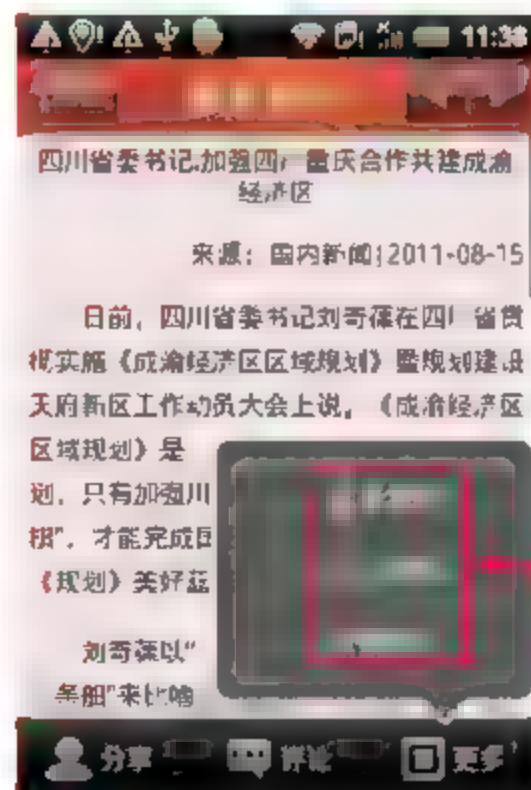 11:36
四川省委书记:加强四川重庆合作共建成渝
经济区
来源：国内新闻|2011-08-15
日前，四川省委书记刘奇葆在四川省贯
彻实施《成渝经济区区域规划》暨规划建设
天府新区工作动员大会上说，《成渝经济区
区域规划》是
划，只有加强川
棋”，才能完成
《规划》美好蓝
刘奇葆以“
来比喻
分享
评论
更多